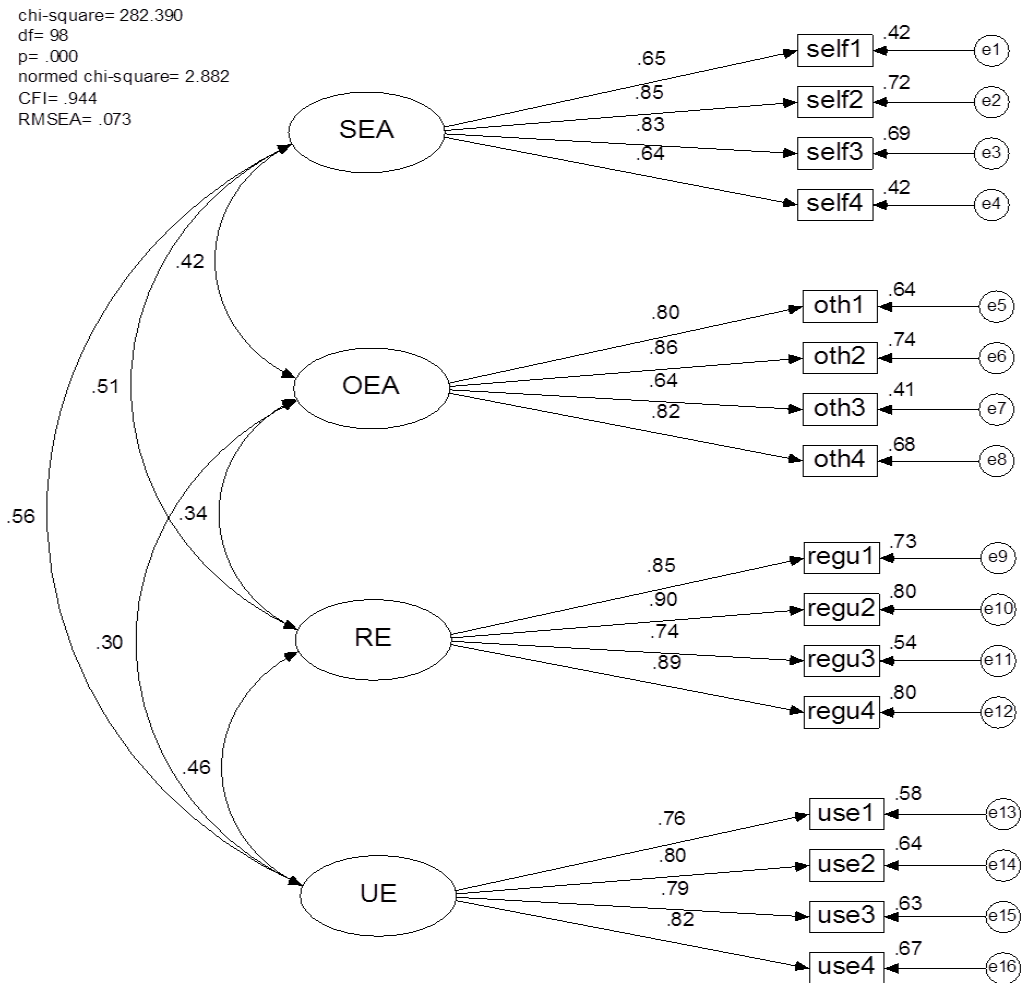 chi-square= 282.390
df= 98
p= .000
normed chi-square= 2.882
CFI= .944
RMSEA= .073
SEA
.65
.85
.83
.64
self1
.42
e1
self2
.72
e2
self3
.69
e3
self4
.42
e4
.42
.51
.56
OEA
.80
.86
.64
.82
oth1
.64
e5
oth2
.74
e6
oth3
.41
e7
oth4
.68
e8
.34
.30
RE
.85
.90
.74
.89
regu1
.73
e9
regu2
.80
e10
regu3
.54
e11
regu4
.80
e12
.46
UE
.76
.80
.79
.82
use1
.58
e13
use2
.64
e14
use3
.63
e15
use4
.67
e16